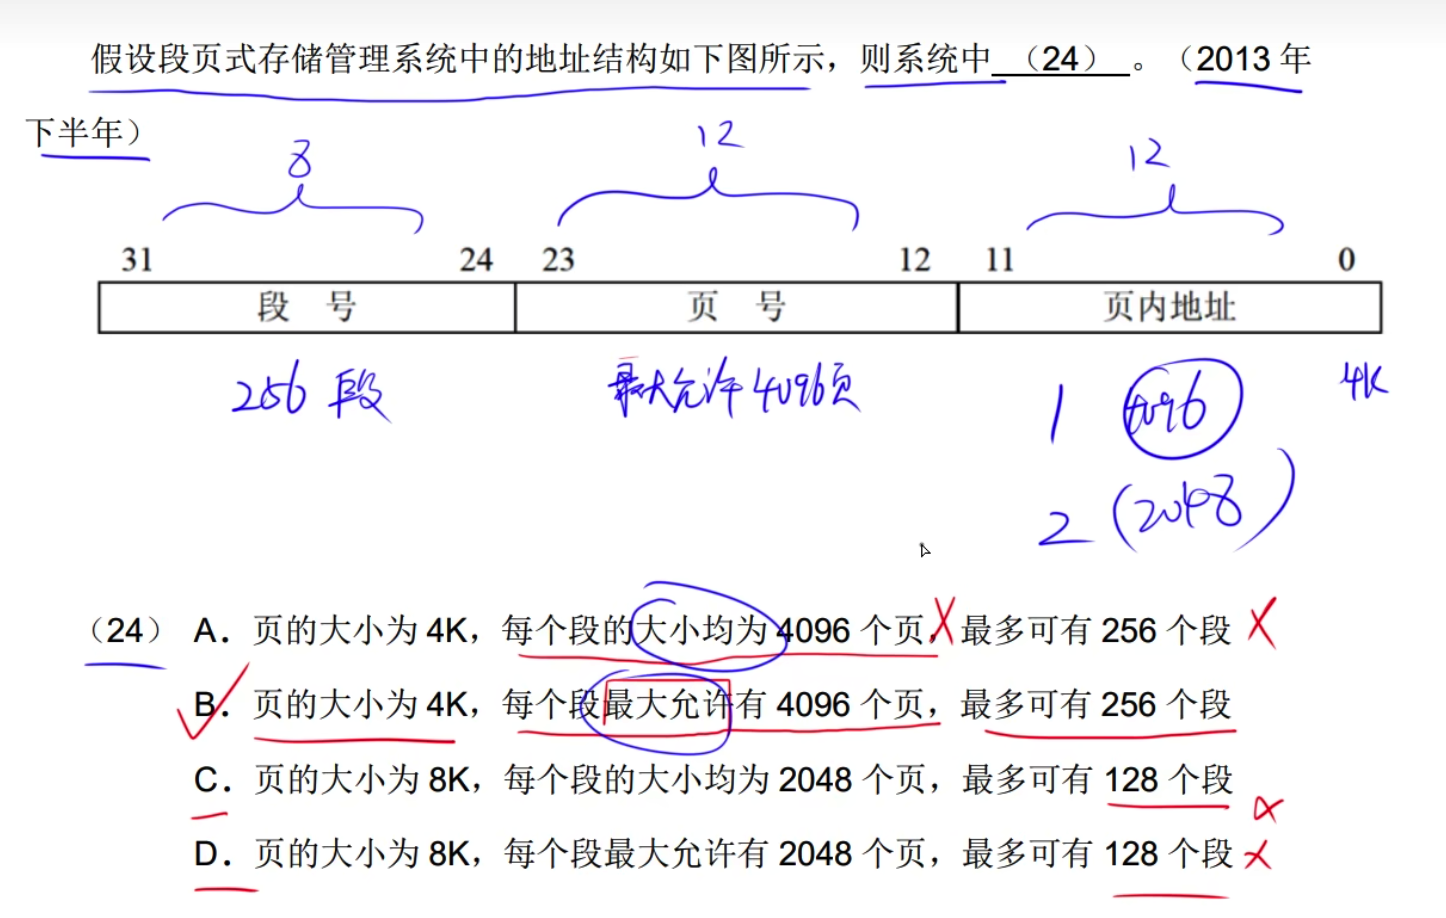 假设段页式存储管理系统中的地址结构如下图所示，则系统中 （24） 。（2013 年
下半年）
8 12 12
31 24 23 12 11 0
段 号 页 号 页内地址
256 段 最大允许4096页 1 4096 4K
2 (2048)
（24） A. 页的大小为 4K，每个段的大小均为 4096 个页，最多可有 256 个段
B. 页的大小为 4K，每个段最大允许有 4096 个页，最多可有 256 个段
C. 页的大小为 8K，每个段的大小均为 2048 个页，最多可有 128 个段
D. 页的大小为 8K，每个段最大允许有 2048 个页，最多可有 128 个段